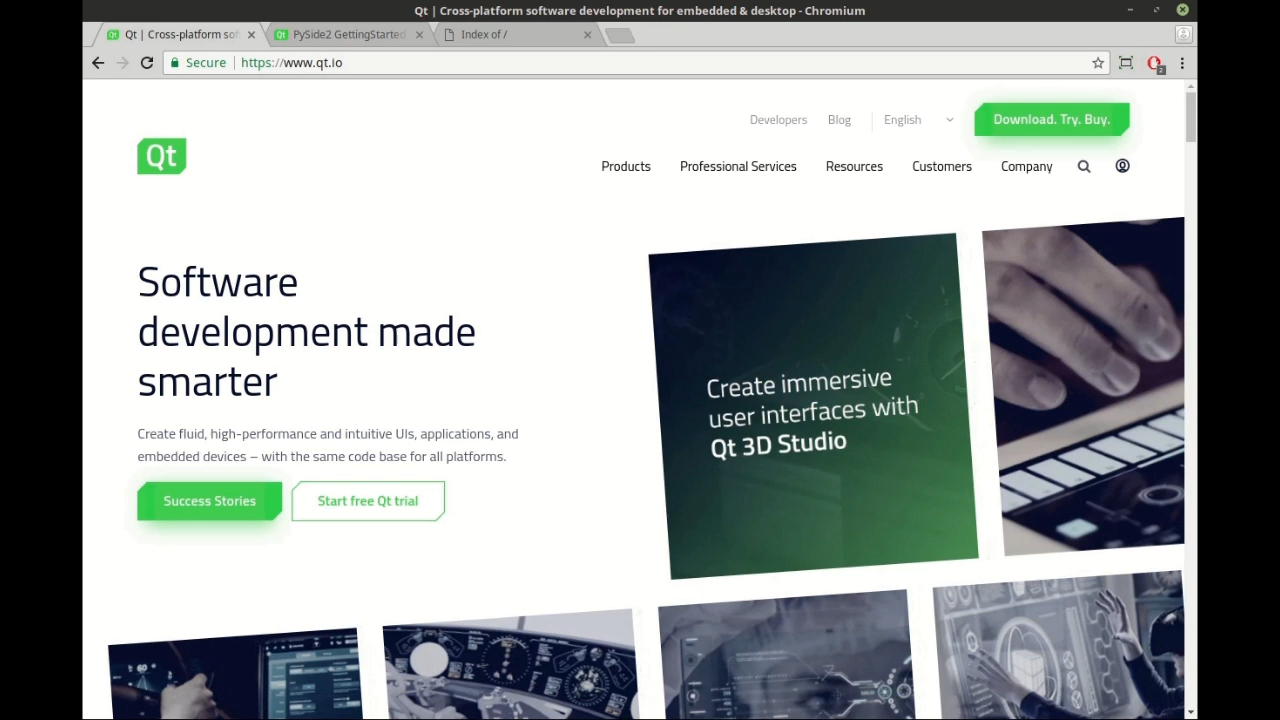 Qt | Cross-platform software development for embedded & desktop - Chromium
Qt | Cross-platform sof
PySide2 GettingStarted
Index of /
Secure
https://www.qt.io
2
Developers
Blog
English
Download. Try. Buy.
Qt
Products
Professional Services
Resources
Customers
Company
Software
development made
smarter
Create fluid, high-performance and intuitive UIs, applications, and
embedded devices – with the same code base for all platforms.
Success Stories
Start free Qt trial
Create immersive
user interfaces with
Qt 3D Studio
60